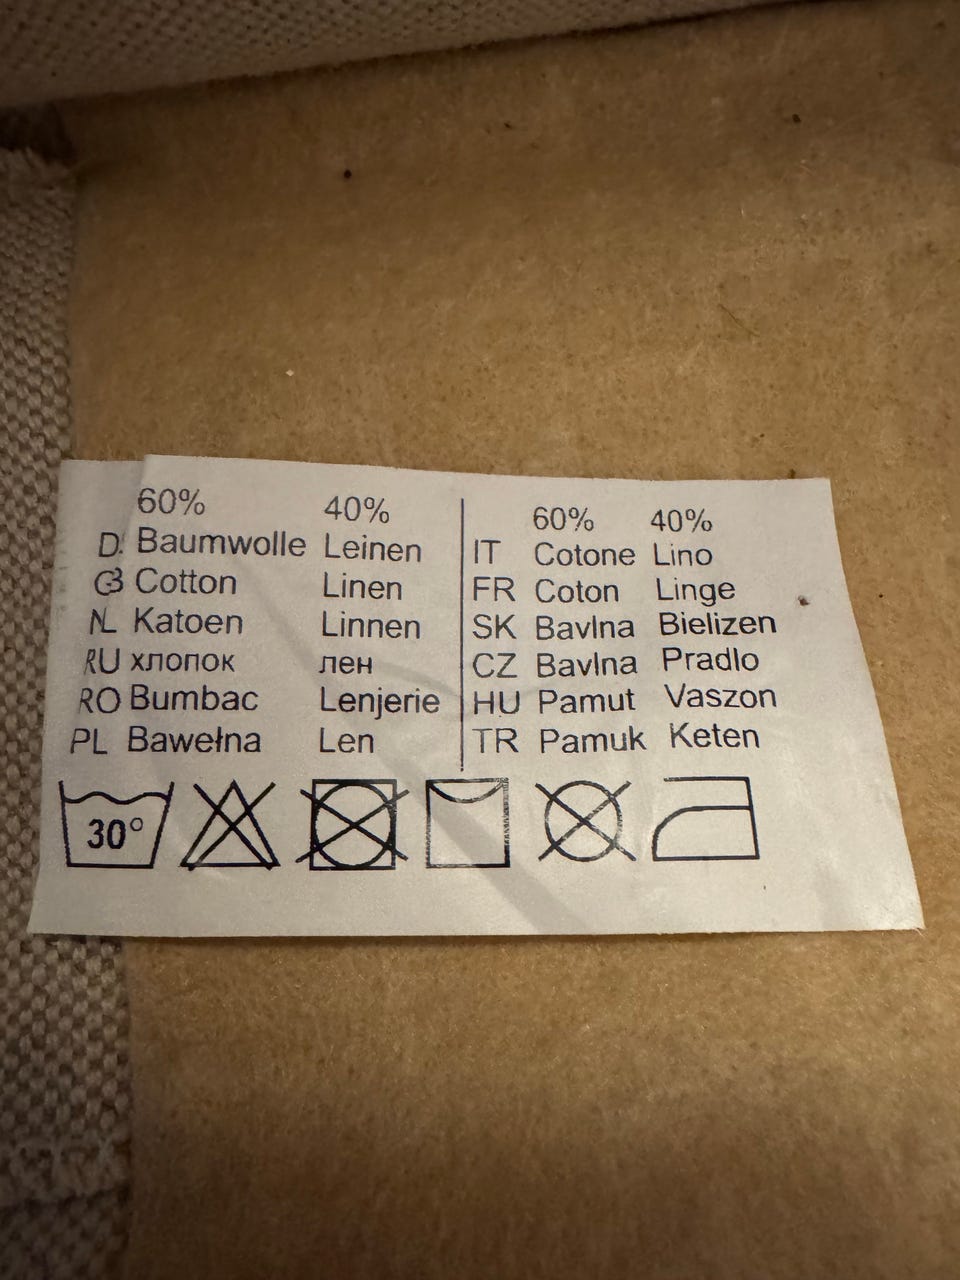 60% 40%
D Baumwolle Leinen
GB Cotton Linen
NL Katoen Linnen
RU хлопок лен
RO Bumbac Lenjerie
PL Bawełna Len
60% 40%
IT Cotone Lino
FR Coton Linge
SK Bavlna Bielizen
CZ Bavlna Pradlo
HU Pamut Vaszon
TR Pamuk Keten
30°